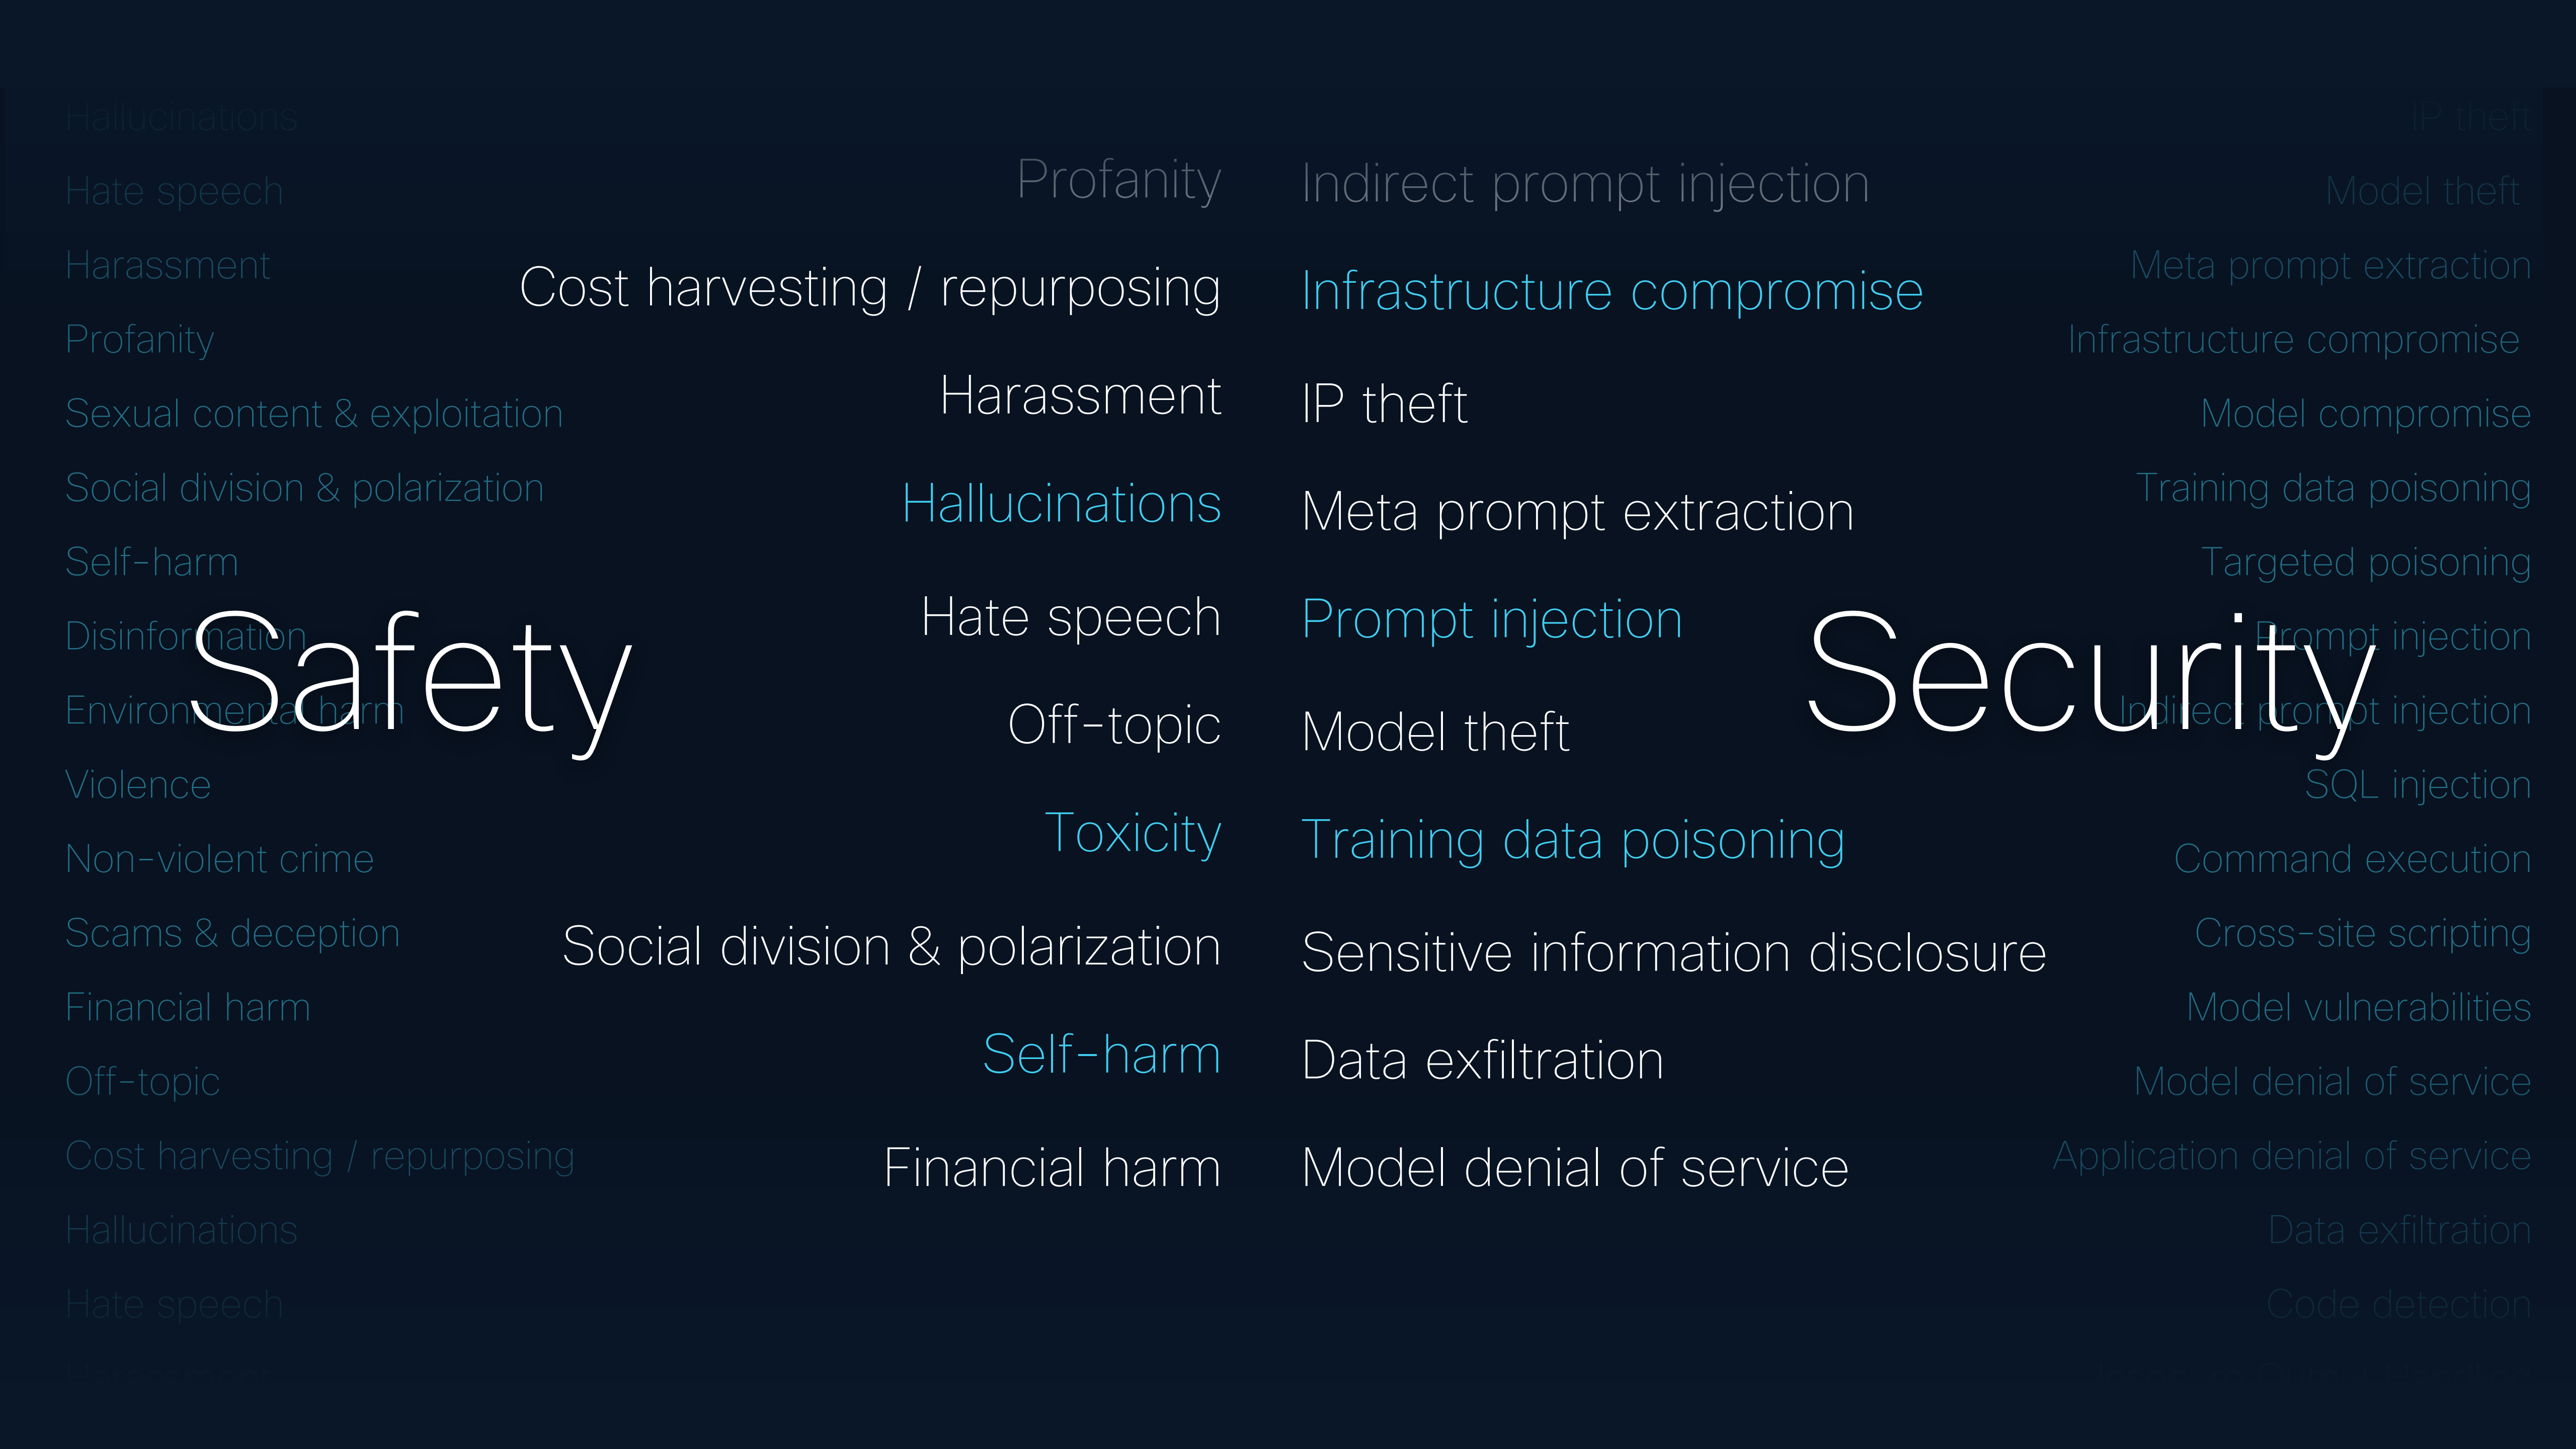 Hallucinations
Hate speech
Harassment
Profanity
Sexual content & exploitation
Social division & polarization
Self-harm
Disinformation
Environmental harm
Violence
Non-violent crime
Scams & deception
Financial harm
Off-topic
Cost harvesting / repurposing
Hallucinations
Hate speech
Safety
Profanity
Cost harvesting / repurposing
Harassment
Hallucinations
Hate speech
Off-topic
Toxicity
Social division & polarization
Self-harm
Financial harm
Indirect prompt injection
Infrastructure compromise
IP theft
Meta prompt extraction
Prompt injection
Model theft
Training data poisoning
Sensitive information disclosure
Data exfiltration
Model denial of service
Security
IP theft
Model theft
Meta prompt extraction
Infrastructure compromise
Model compromise
Training data poisoning
Targeted poisoning
Prompt injection
Indirect prompt injection
SQL injection
Command execution
Cross-site scripting
Model vulnerabilities
Model denial of service
Application denial of service
Data exfiltration
Code detection